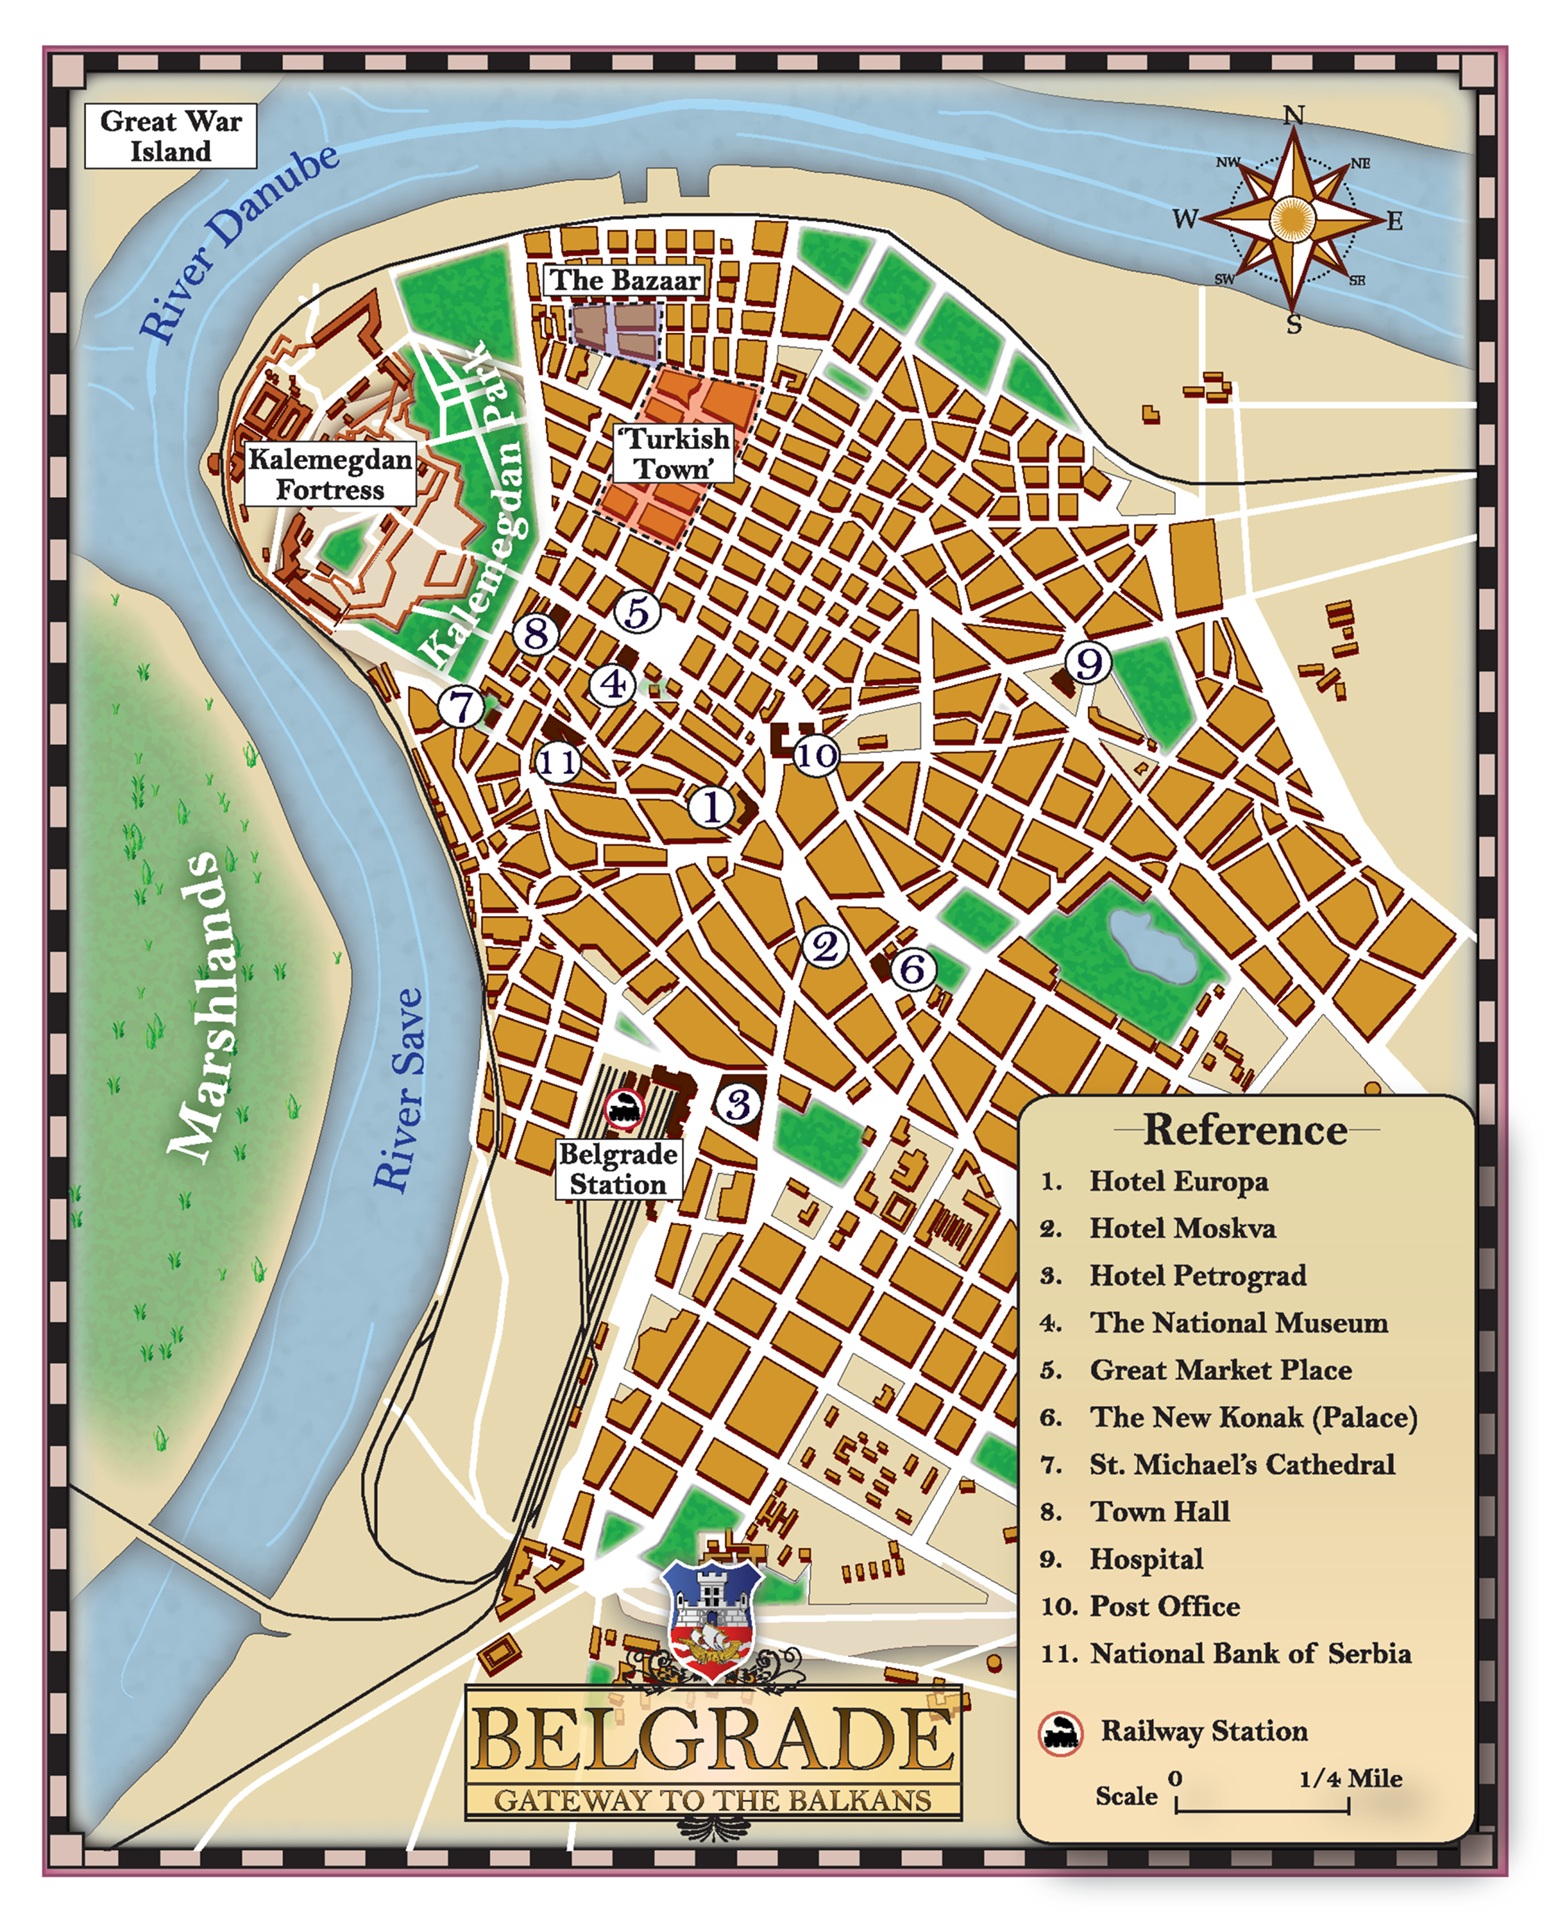 Great War
Island
River Danube
N
NW
NE
W
E
SW
SE
S
The Bazaar
Kalemegdan Park
'Turkish
Town'
Kalemegdan
Fortress
5
8
9
4
7
10
11
1
Marshlands
2
6
River Save
3
Belgrade
Station
Reference
1. Hotel Europa
2. Hotel Moskva
3. Hotel Petrograd
4. The National Museum
5. Great Market Place
6. The New Konak (Palace)
7. St. Michael's Cathedral
8. Town Hall
9. Hospital
10. Post Office
11. National Bank of Serbia
Railway Station
Scale 0 1/4 Mile
BELGRADE
GATEWAY TO THE BALKANS